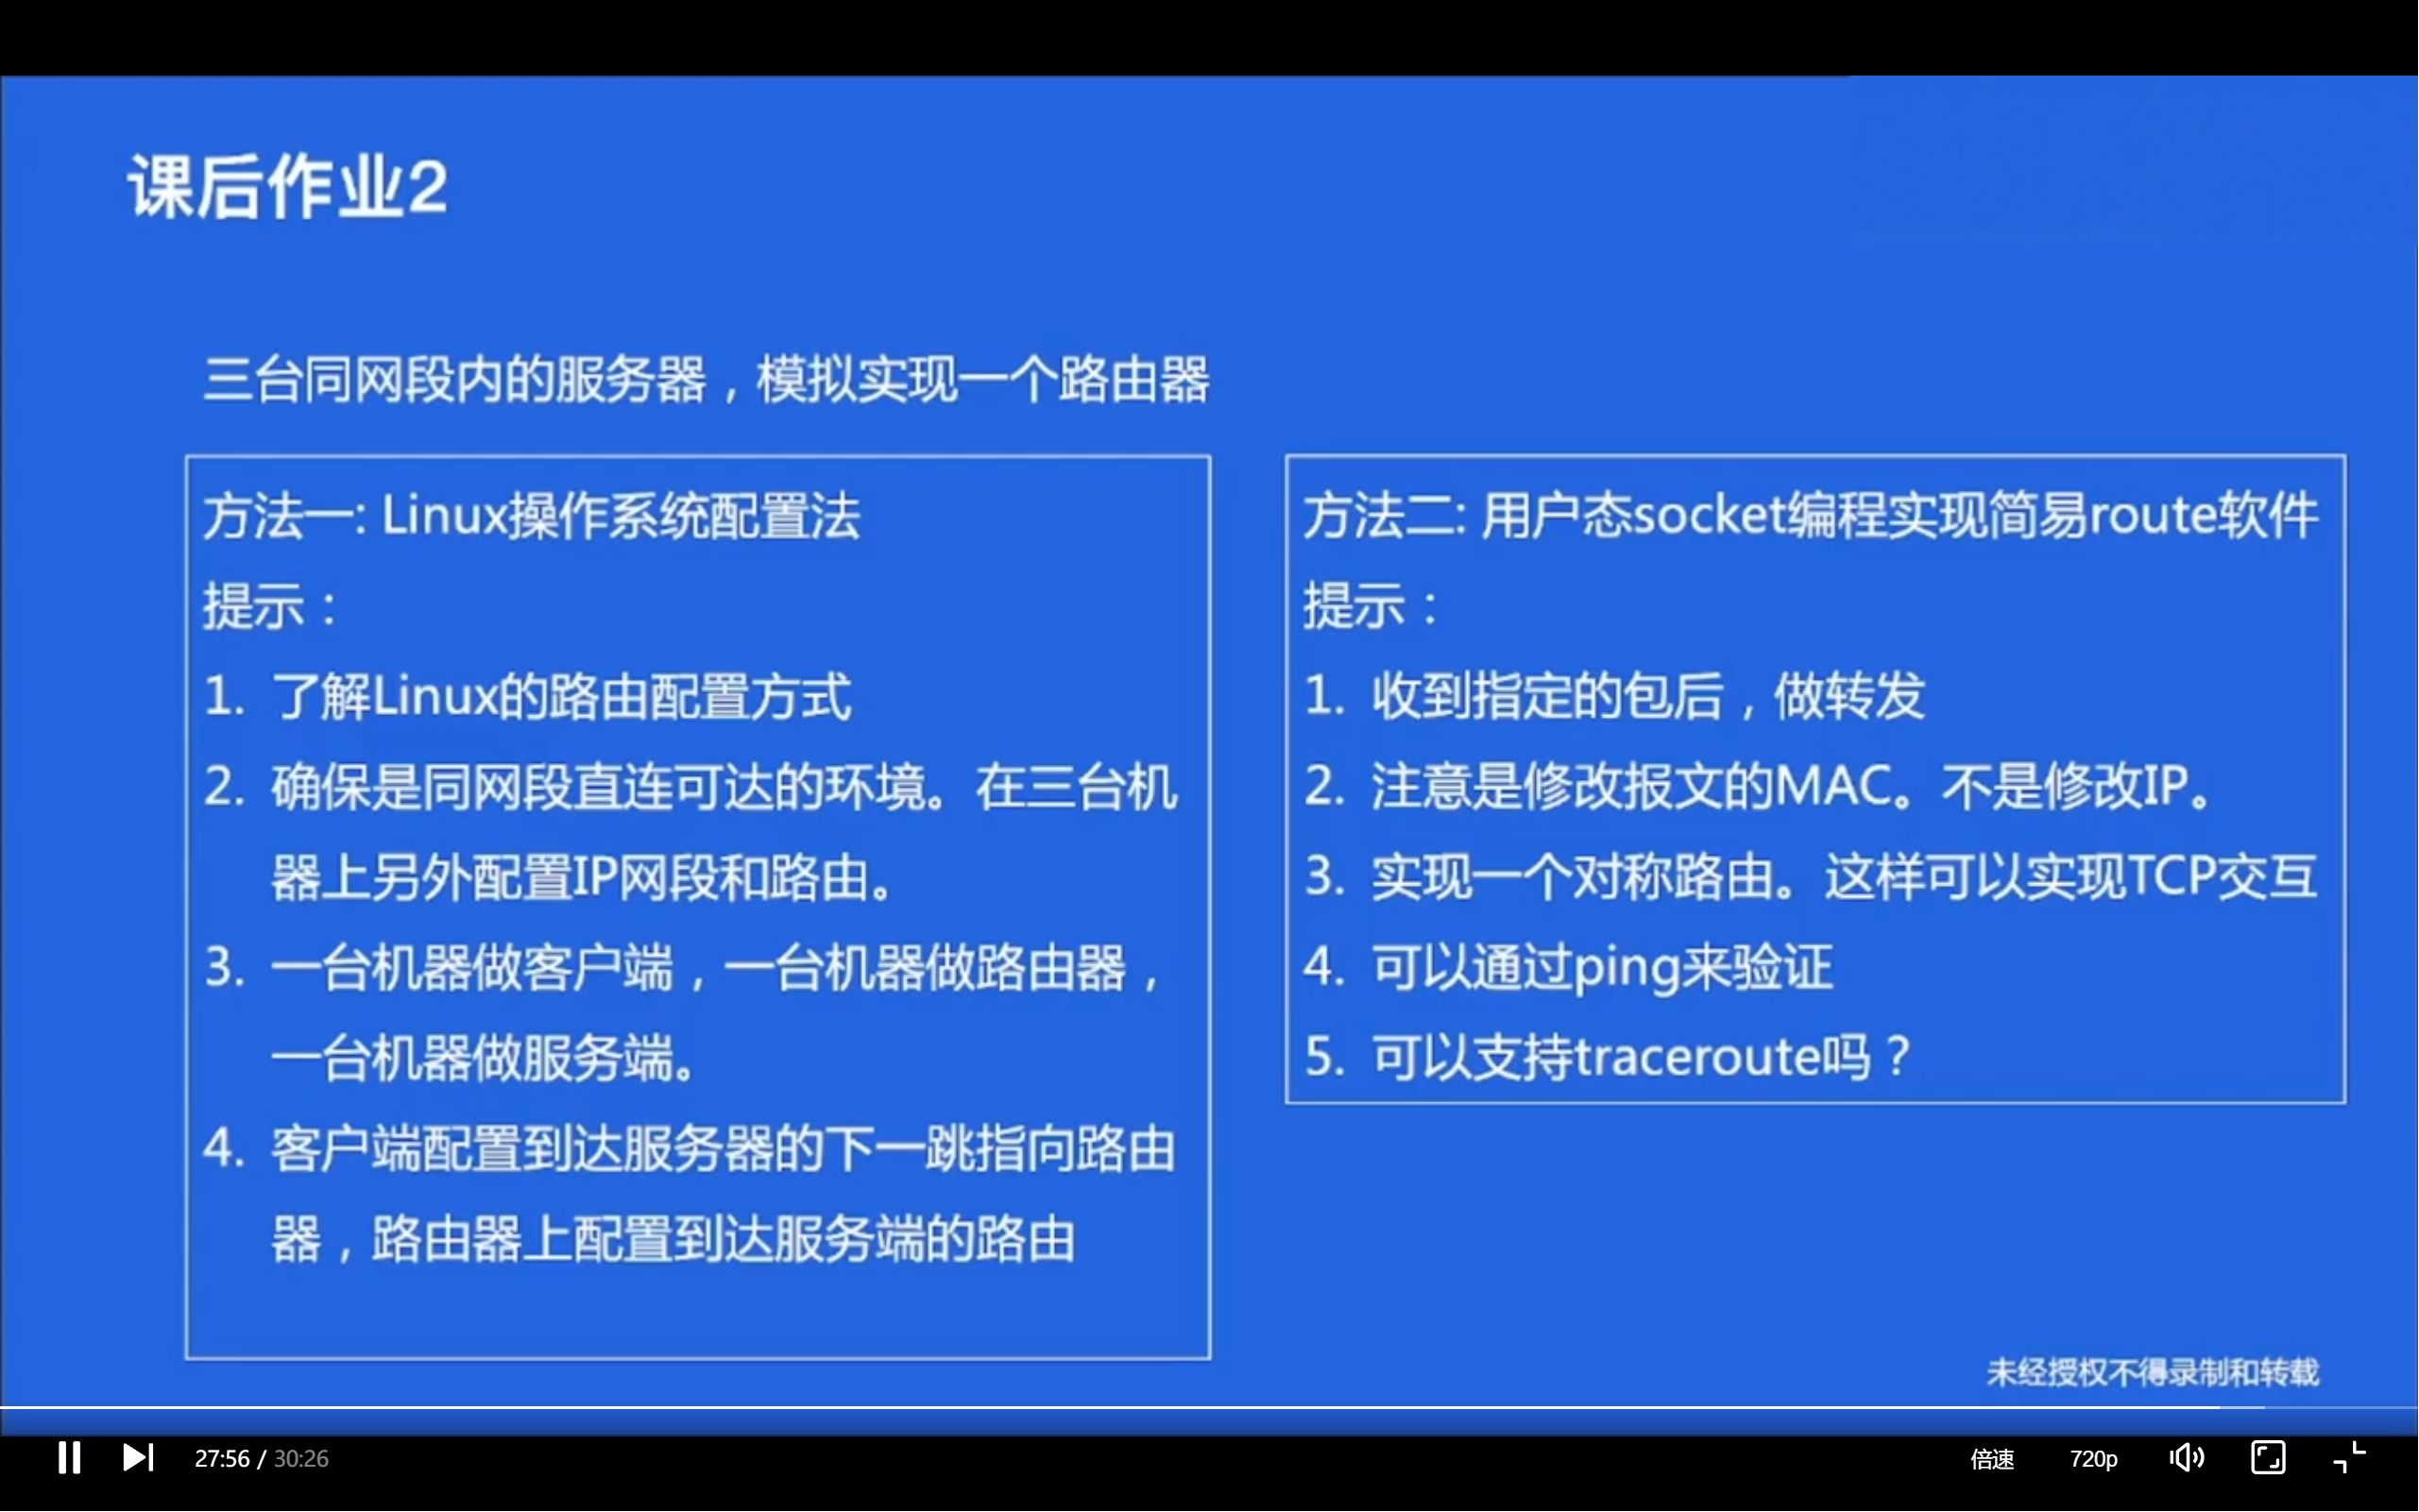 课后作业2
三台同网段内的服务器，模拟实现一个路由器
方法一: Linux操作系统配置法
提示：
1. 了解Linux的路由配置方式
2. 确保是同网段直连可达的环境。在三台机
器上另外配置IP网段和路由。
3. 一台机器做客户端，一台机器做路由器，
一台机器做服务端。
4. 客户端配置到达服务器的下一跳指向路由
器，路由器上配置到达服务端的路由
方法二: 用户态socket编程实现简易route软件
提示：
1. 收到指定的包后，做转发
2. 注意是修改报文的MAC。不是修改IP。
3. 实现一个对称路由。这样可以实现TCP交互
4. 可以通过ping来验证
5. 可以支持traceroute吗？
未经授权不得录制和转载
27:56 / 30:26
倍速
720p